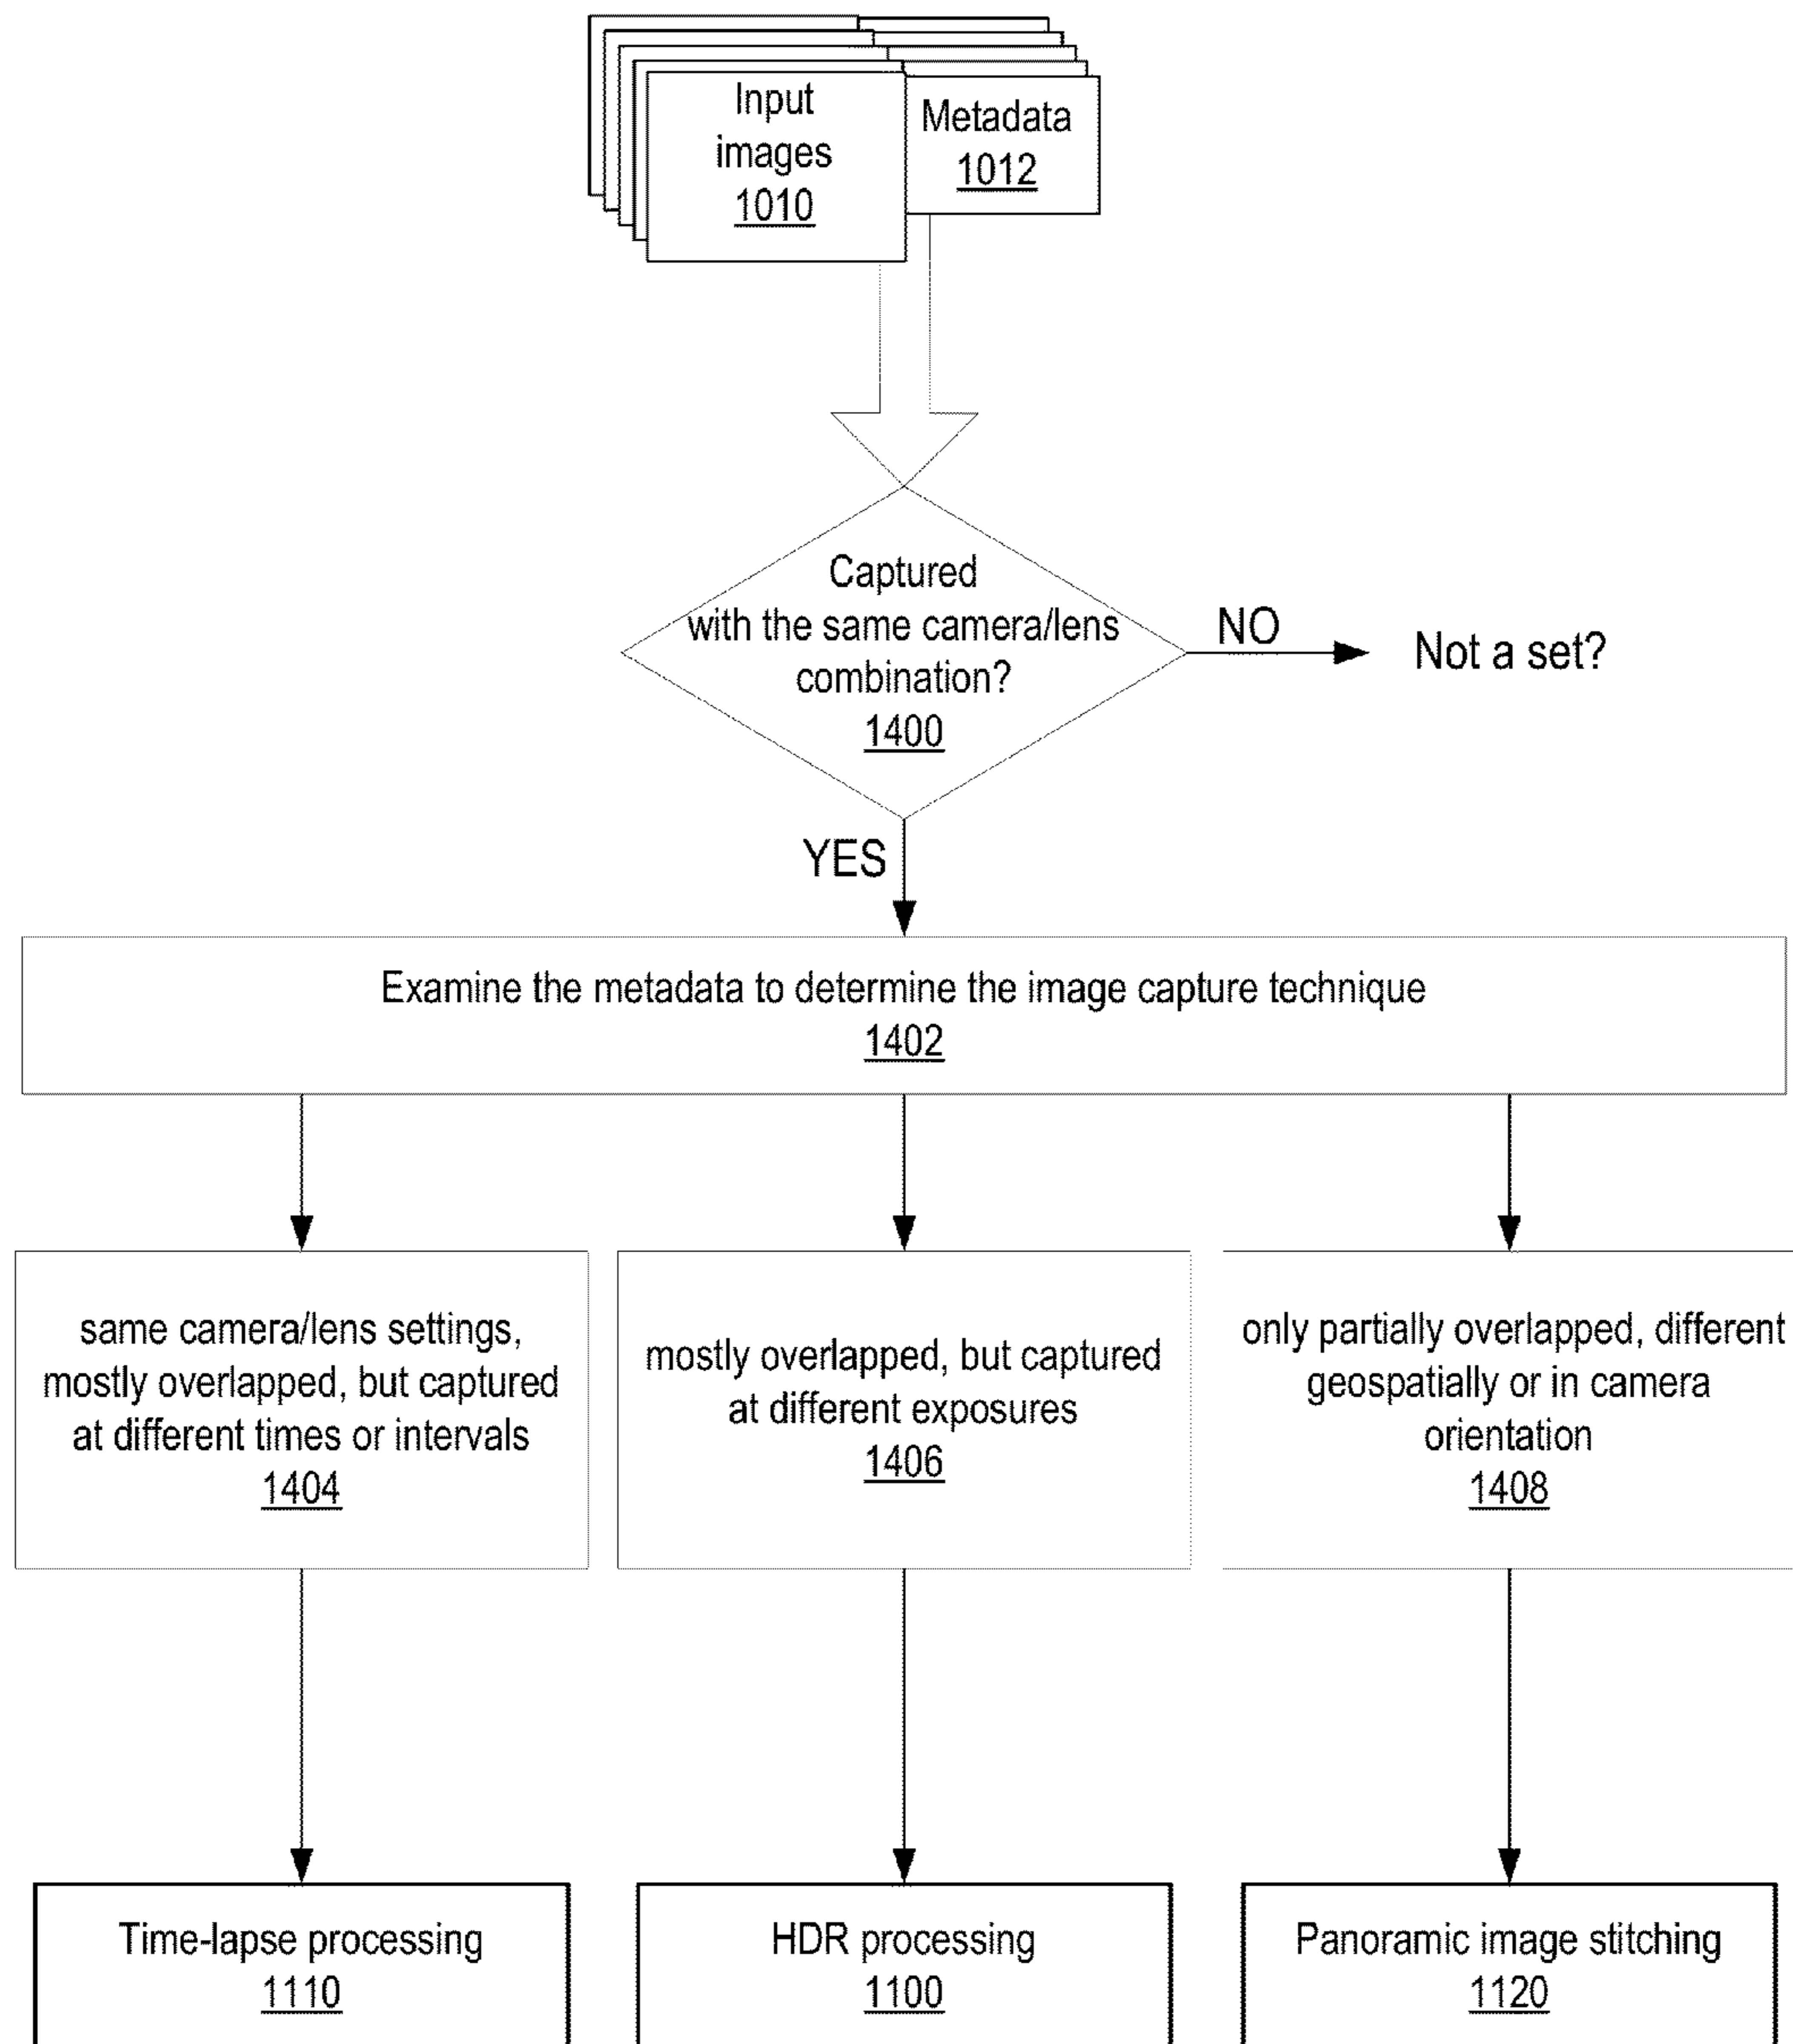 Input
images
1010
Metadata
1012
Captured
with the same camera/lens
combination?
1400
NO
Not a set?
YES
Examine the metadata to determine the image capture technique
1402
same camera/lens settings,
mostly overlapped, but captured
at different times or intervals
1404
mostly overlapped, but captured
at different exposures
1406
only partially overlapped, different
geospatially or in camera
orientation
1408
Time-lapse processing
1110
HDR processing
1100
Panoramic image stitching
1120